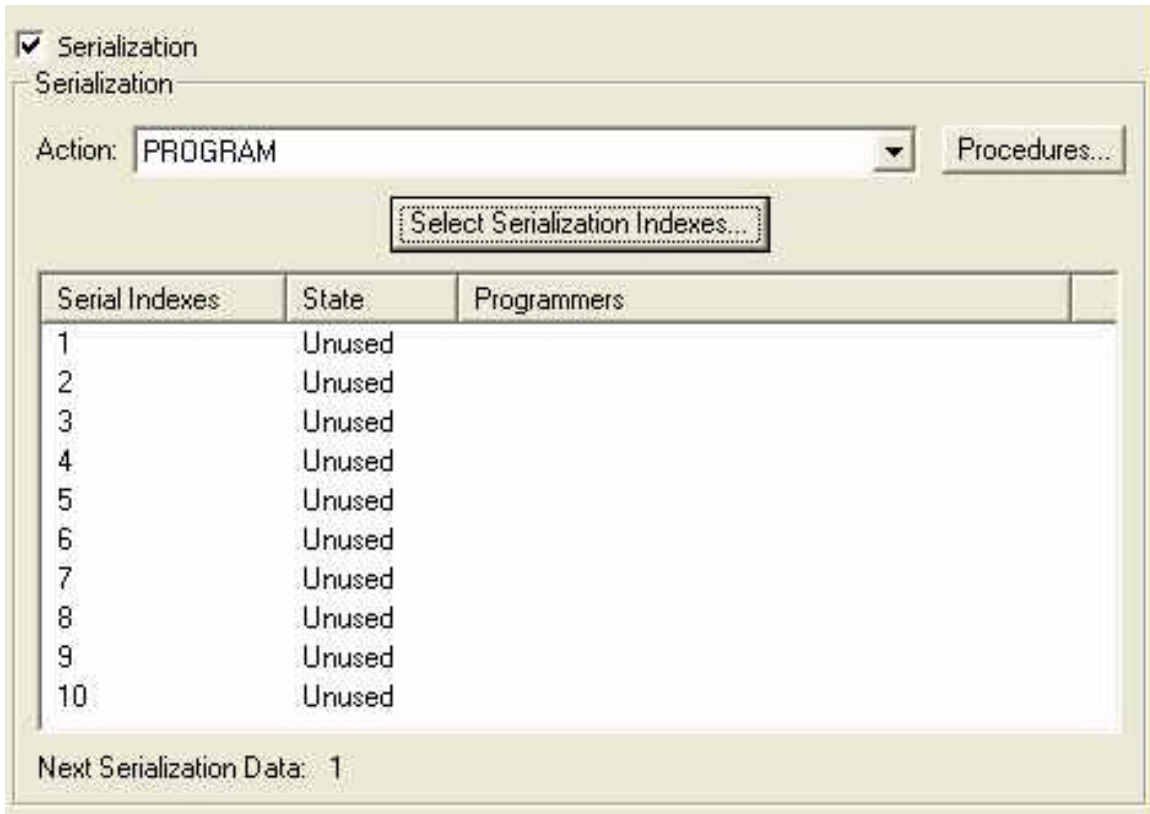 Serialization
Serialization
Action: PROGRAM Procedures...
Select Serialization Indexes...
Serial Indexes State Programmers
1 Unused
2 Unused
3 Unused
4 Unused
5 Unused
6 Unused
7 Unused
8 Unused
9 Unused
10 Unused
Next Serialization Data: 1